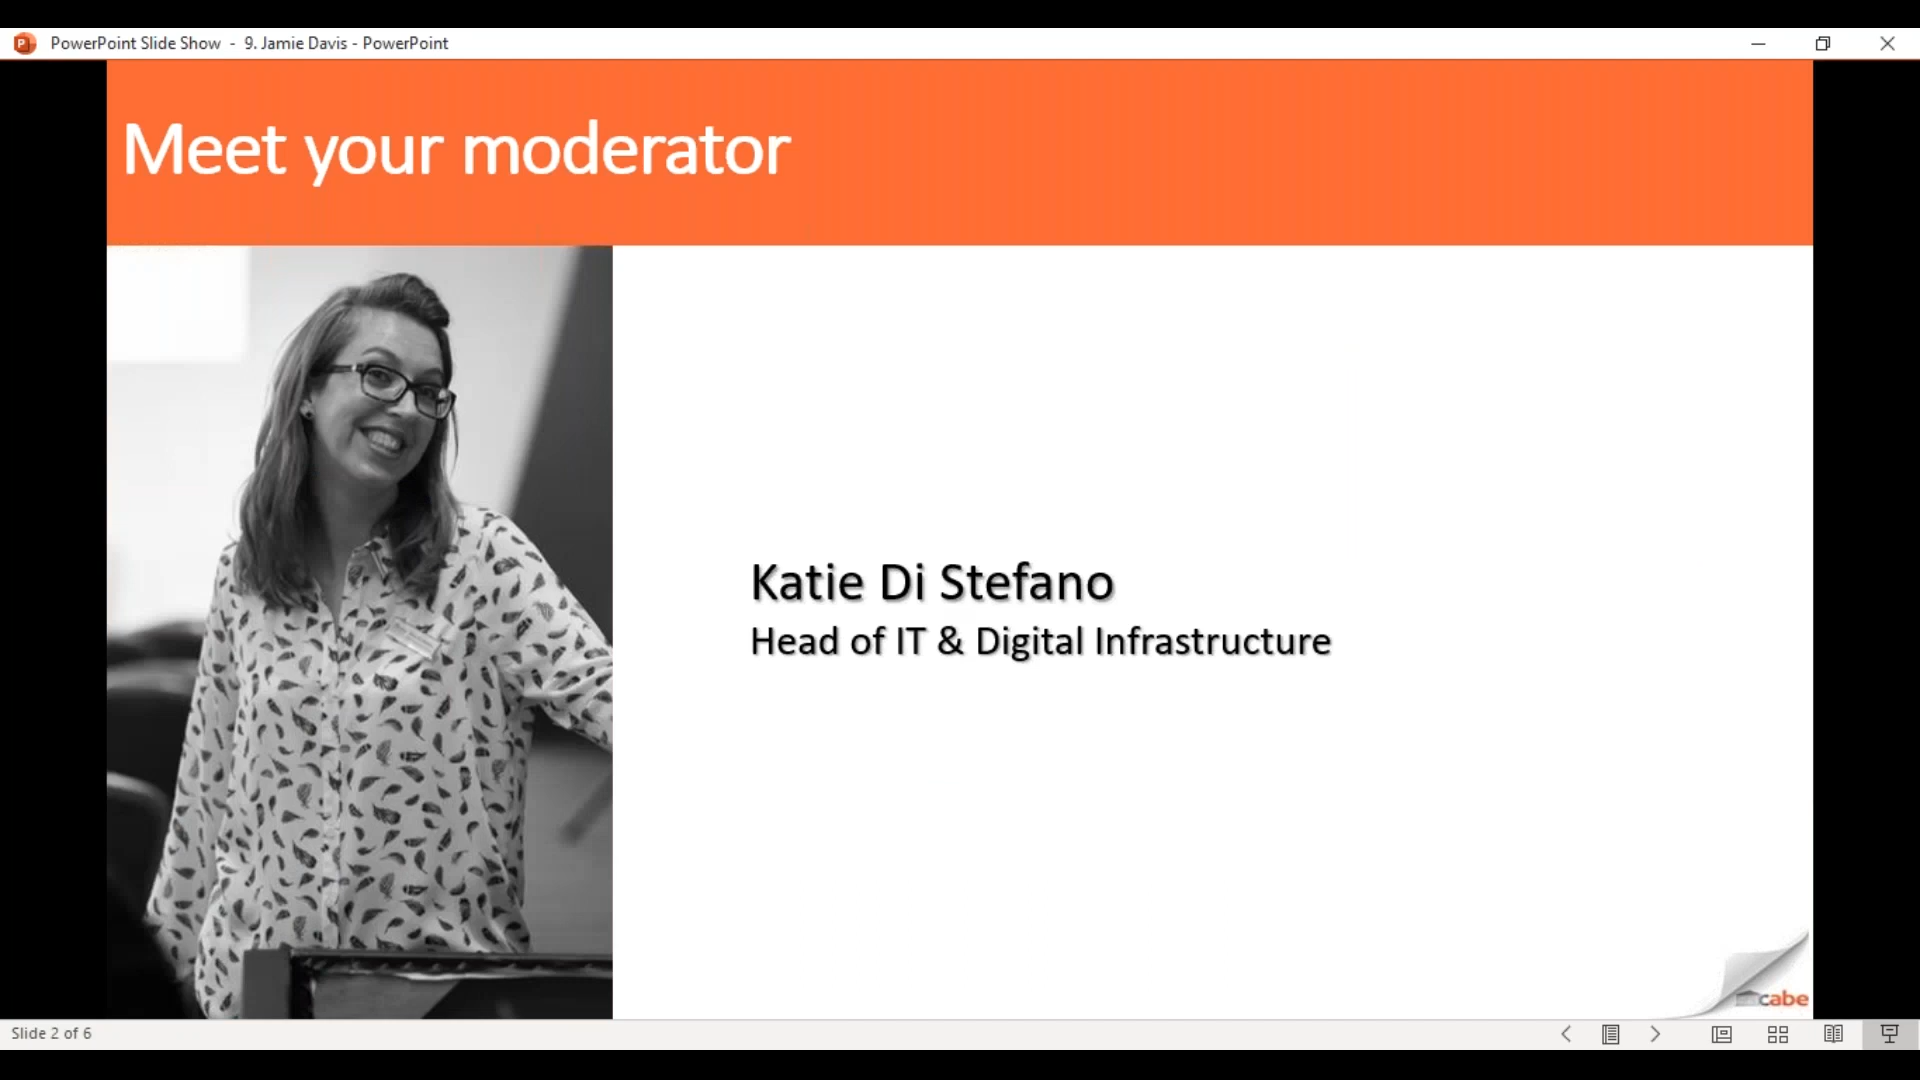 PowerPoint Slide Show - 9. Jamie Davis - PowerPoint
Meet your moderator
Katie Di Stefano
Head of IT & Digital Infrastructure
cabe
Slide 2 of 6